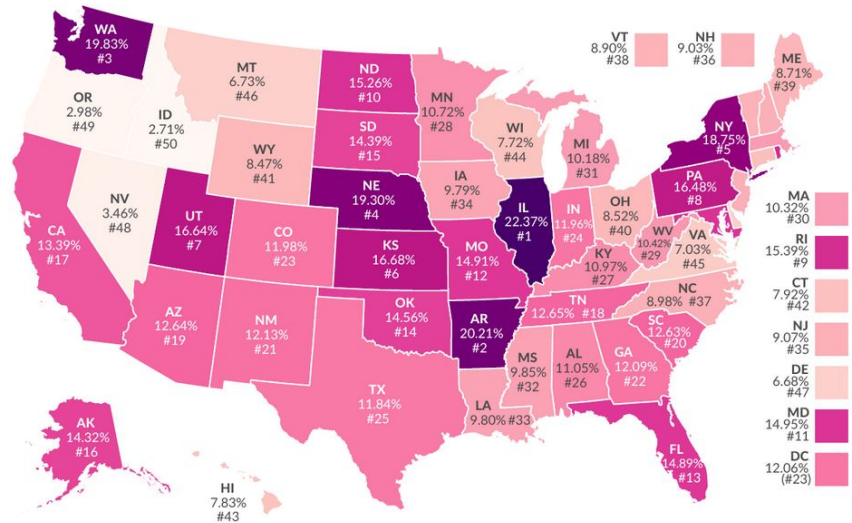 WA
19.83%
#3
OR
2.98%
#49
ID
2.71%
#50
MT
6.73%
#46
WY
8.47%
#41
NV
3.46%
#48
CA
13.39%
#17
UT
16.64%
#7
CO
11.98%
#23
AZ
12.64%
#19
NM
12.13%
#21
ND
15.26%
#10
SD
14.39%
#15
NE
19.30%
#4
KS
16.68%
#6
OK
14.56%
#14
TX
11.84%
#25
MN
10.72%
#28
IA
9.79%
#34
MO
14.91%
#12
AR
20.21%
#2
LA
9.80% #33
WI
7.72%
#44
IL
22.37%
#1
MI
10.18%
#31
IN
11.96%
#24
OH
8.52%
#40
KY
10.97%
#27
TN
12.65% #18
MS
9.85%
#32
AL
11.05%
#26
GA
12.09%
#22
SC
12.63%
#20
NC
8.98% #37
VA
7.03%
#45
WV
10.42%
#29
PA
16.48%
#8
NY
18.75%
#5
ME
8.71%
#39
VT
8.90%
#38
NH
9.03%
#36
FL
14.89%
#13
AK
14.32%
#16
HI
7.83%
#43
MA
10.32%
#30
RI
15.39%
#9
CT
7.92%
#42
NJ
9.07%
#35
DE
6.68%
#47
MD
14.95%
#11
DC
12.06%
(#23)